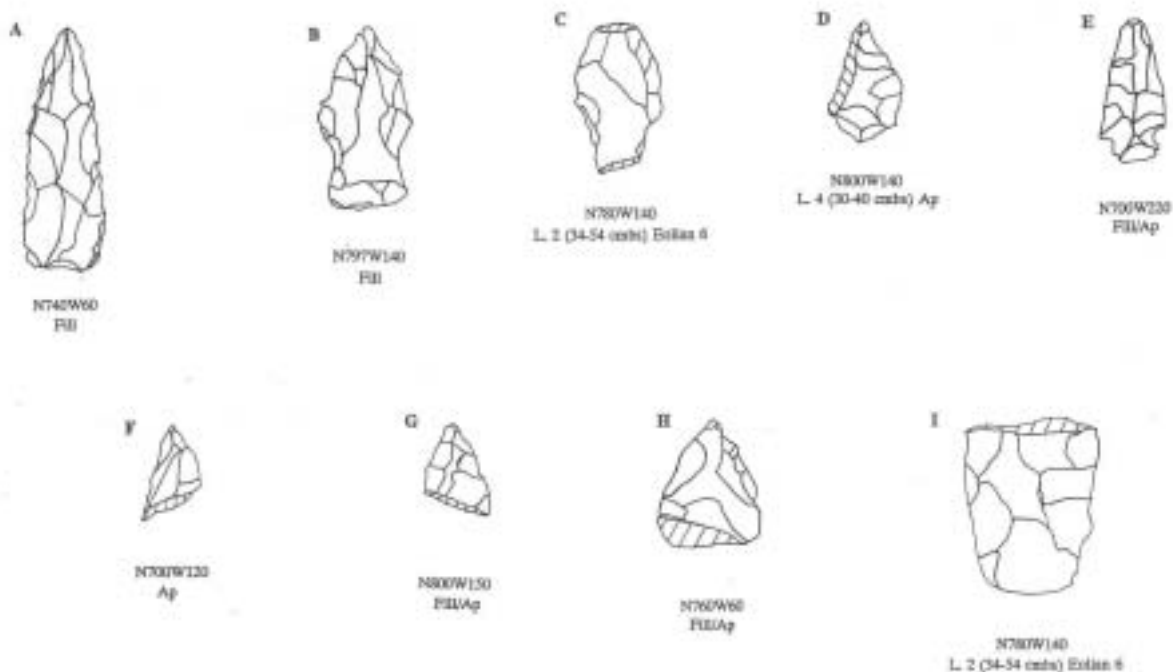 A
B
C
D
E
N740W60
Fill
N797W140
Fill
N780W140
L. 2 (34-54 cmbs) Eolian 6
N800W140
L. 4 (30-40 cmbs) Ap
N700W220
Fill/Ap
F
G
H
I
N700W120
Ap
N800W150
Fill/Ap
N760W60
Fill/Ap
N780W140
L. 2 (34-54 cmbs) Eolian 6